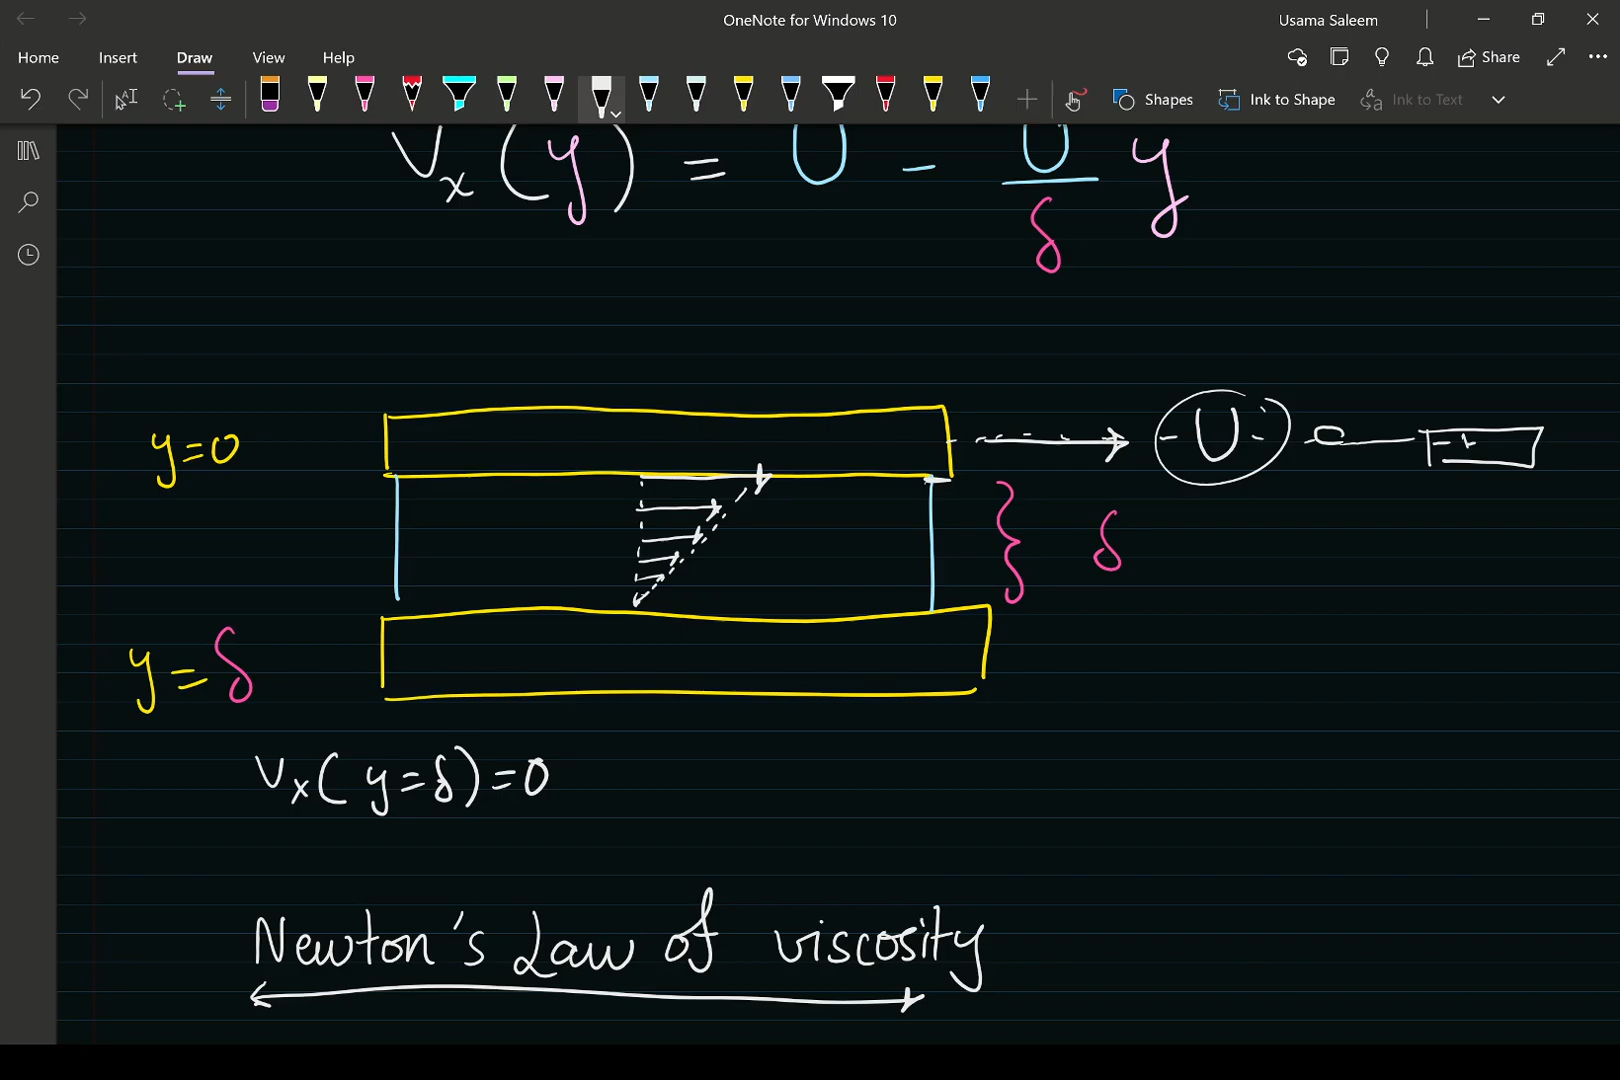 OneNote for Windows 10
Usama Saleem
Home Insert Draw View Help
Share
Shapes Ink to Shape Ink to Text
Vx(y) = U - U/δ y
y=0
U
δ
y=δ
Vx(y=δ)=0
Newton's Law of viscosity